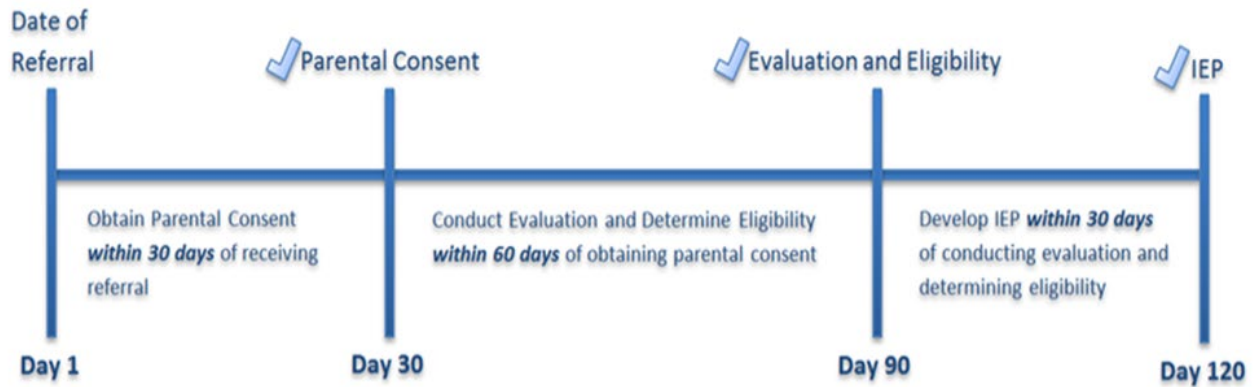 Date of
Referral
Parental Consent
Evaluation and Eligibility
IEP
Obtain Parental Consent
within 30 days of receiving
referral
Conduct Evaluation and Determine Eligibility
within 60 days of obtaining parental consent
Develop IEP within 30 days
of conducting evaluation and
determining eligibility
Day 1
Day 30
Day 90
Day 120